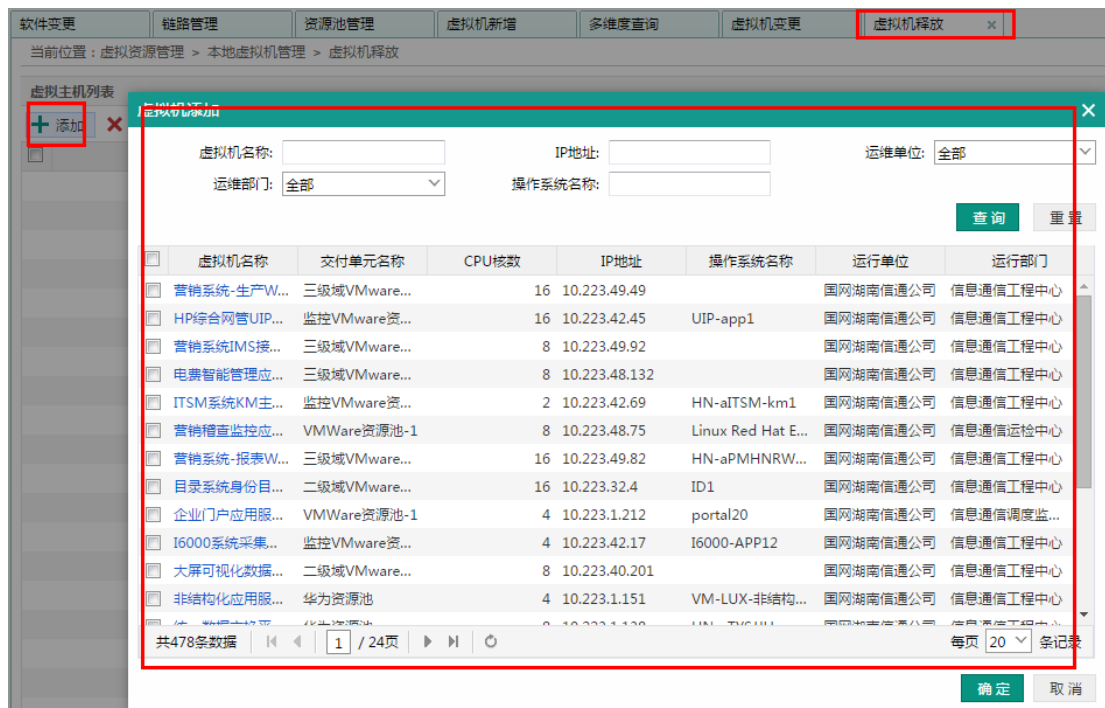 软件变更 链路管理 资源池管理 虚拟机新增 多维度查询 虚拟机变更 虚拟机释放 ×
当前位置：虚拟资源管理 > 本地虚拟机管理 > 虚拟机释放
虚拟主机列表
添加
虚拟机添加
虚拟机名称: IP地址: 运维单位: 全部
运维部门: 全部 操作系统名称:
查询 重置
虚拟机名称 交付单元名称 CPU核数 IP地址 操作系统名称 运行单位 运行部门
营销系统-生产W... 三级域VMware... 16 10.223.49.49 国网湖南信通公司 信息通信工程中心
HP综合网管UIP... 监控VMware资... 16 10.223.42.45 UIP-app1 国网湖南信通公司 信息通信工程中心
营销系统IMS接... 三级域VMware... 8 10.223.49.92 国网湖南信通公司 信息通信工程中心
电费智能管理应... 三级域VMware... 8 10.223.48.132 国网湖南信通公司 信息通信工程中心
ITSM系统KM主... 监控VMware资... 2 10.223.42.69 HN-aITSM-km1 国网湖南信通公司 信息通信工程中心
营销稽查监控应... VMWare资源池-1 8 10.223.48.75 Linux Red Hat E... 国网湖南信通公司 信息通信运检中心
营销系统-报表W... 三级域VMware... 16 10.223.49.82 HN-aPMHNRW... 国网湖南信通公司 信息通信工程中心
目录系统身份目... 二级域VMware... 16 10.223.32.4 ID1 国网湖南信通公司 信息通信工程中心
企业门户应用服... VMWare资源池-1 4 10.223.1.212 portal20 国网湖南信通公司 信息通信调度监...
I6000系统采集... 监控VMware资... 4 10.223.42.17 I6000-APP12 国网湖南信通公司 信息通信工程中心
大屏可视化数据... 二级域VMware... 8 10.223.40.201 国网湖南信通公司 信息通信工程中心
非结构化应用服... 华为资源池 4 10.223.1.151 VM-LUX-非结构... 国网湖南信通公司 信息通信工程中心
共478条数据 1 / 24页 每页 20 条记录
确定 取消